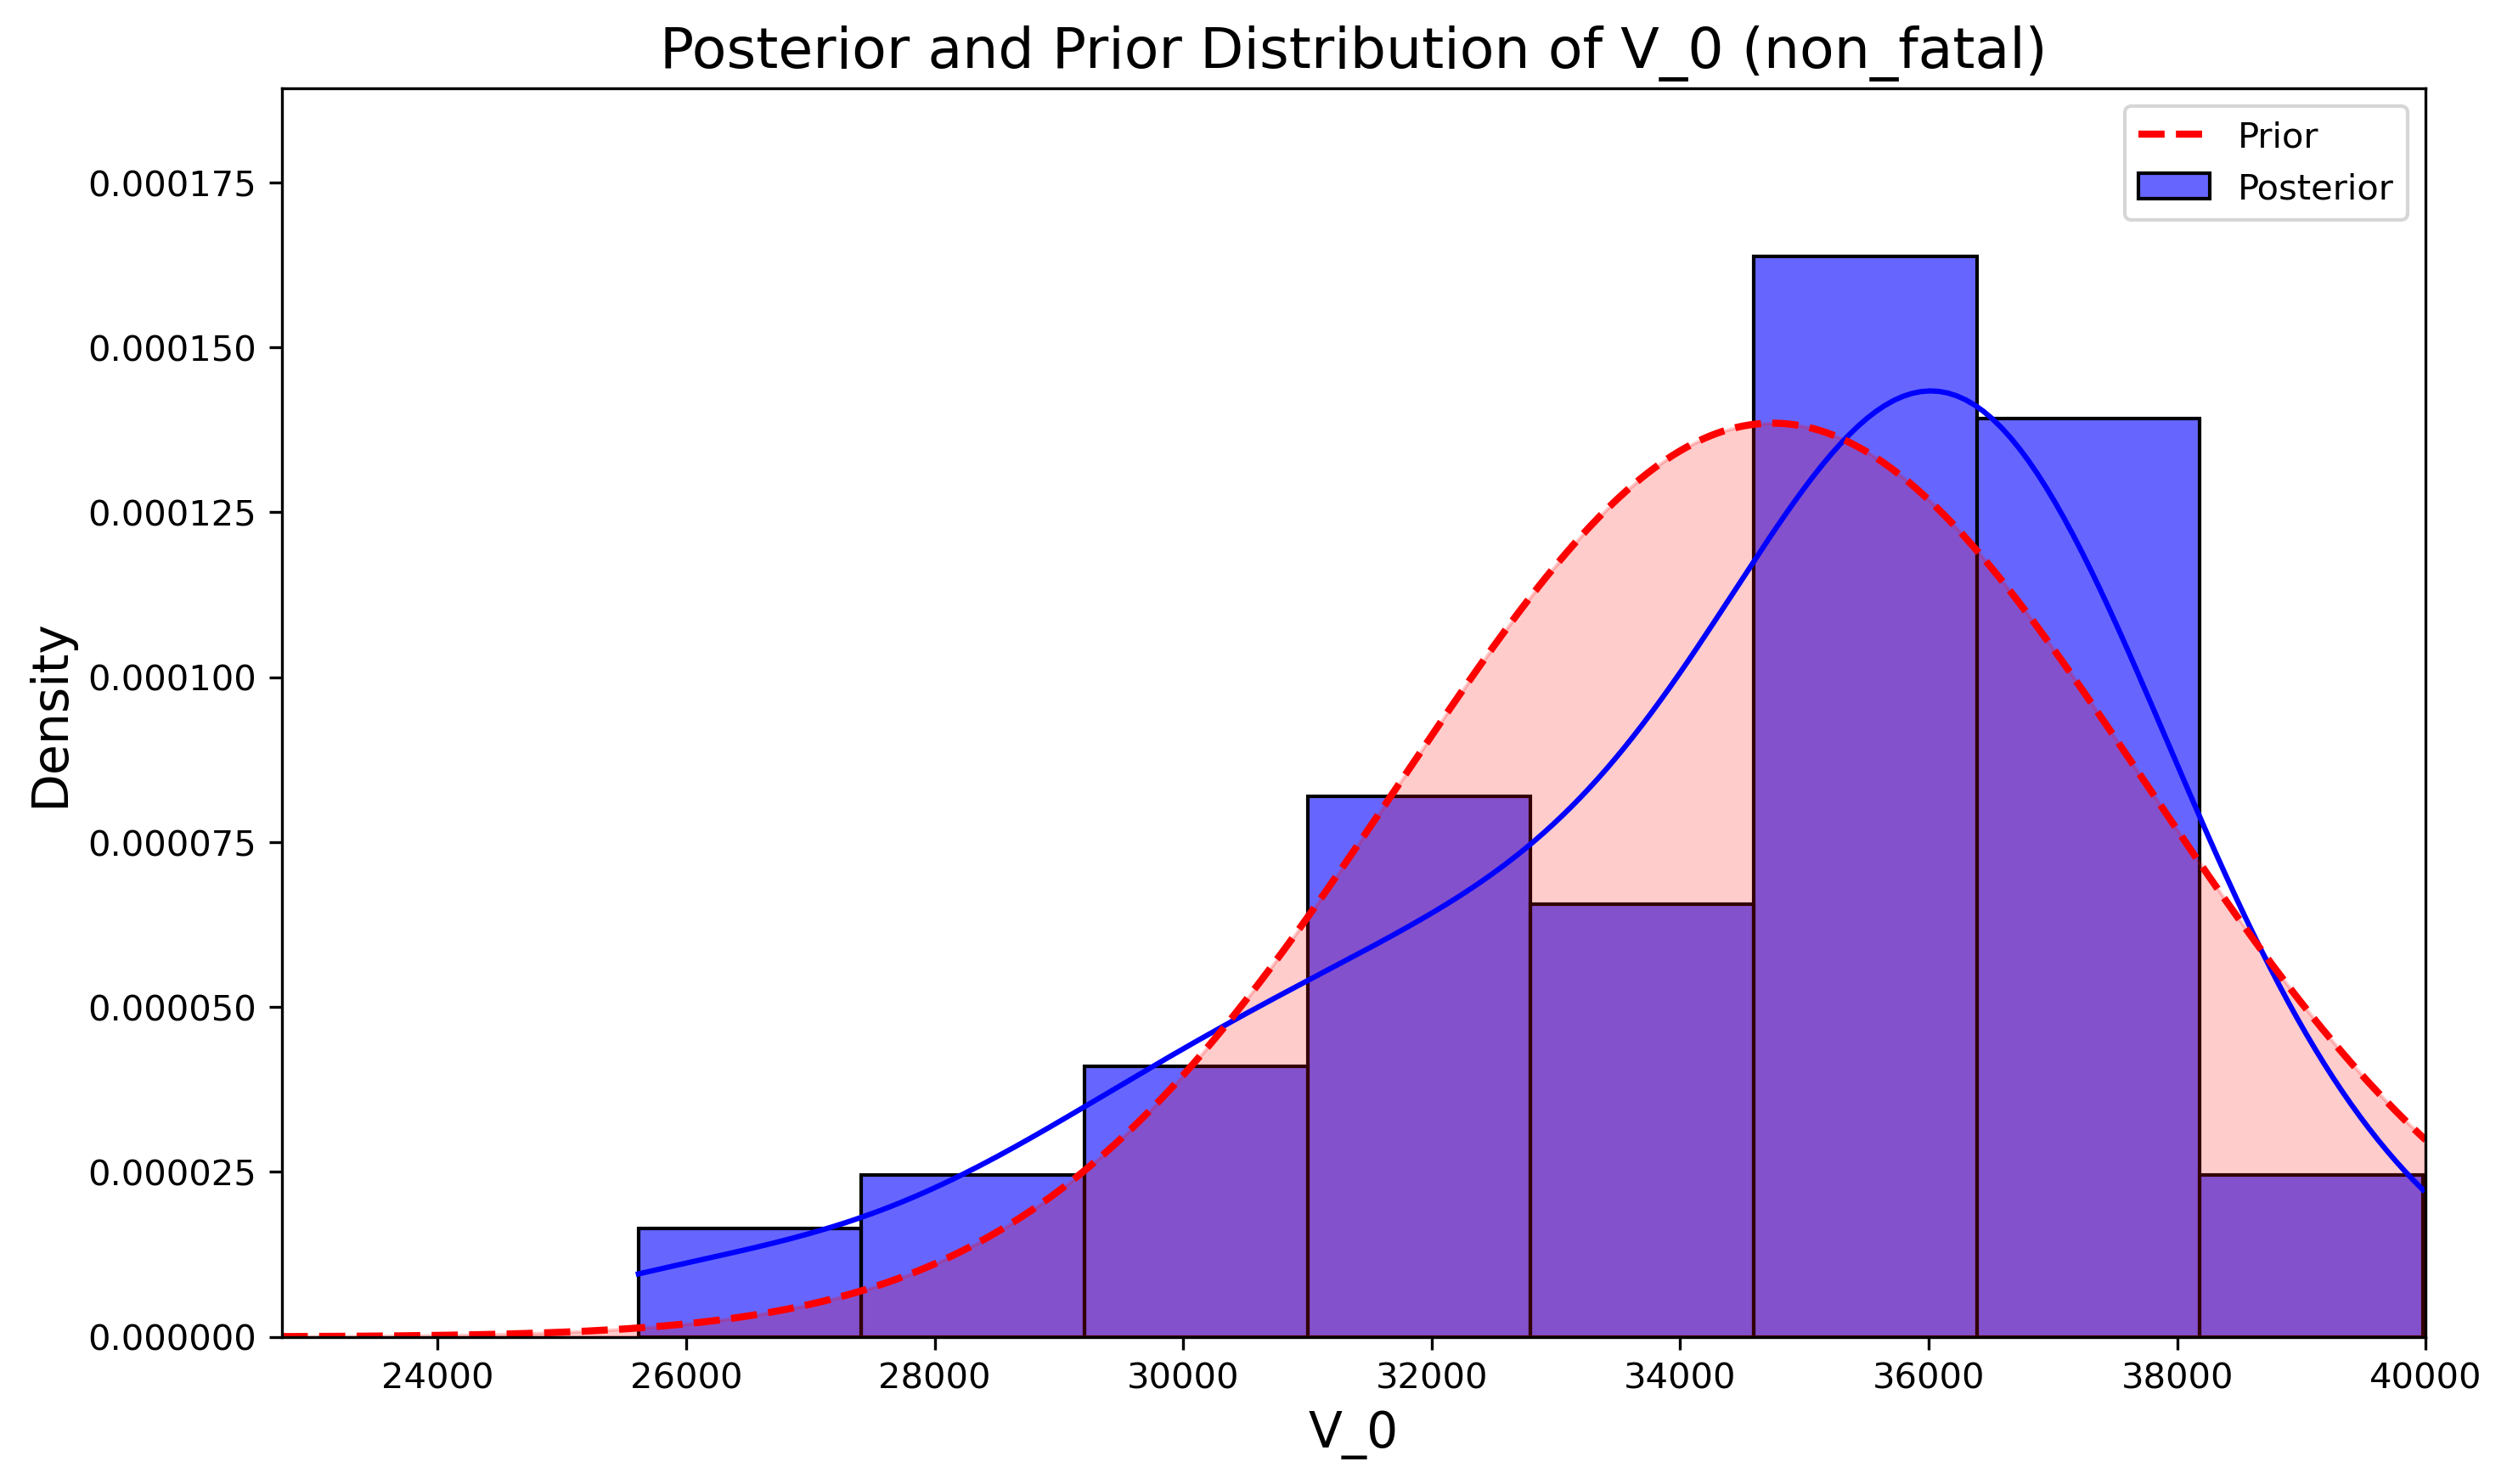 Posterior and Prior Distribution of V_0 (non_fatal)
Prior
Posterior
Density
0.000175
0.000150
0.000125
0.000100
0.000075
0.000050
0.000025
0.000000
24000 26000 28000 30000 32000 34000 36000 38000 40000
V_0